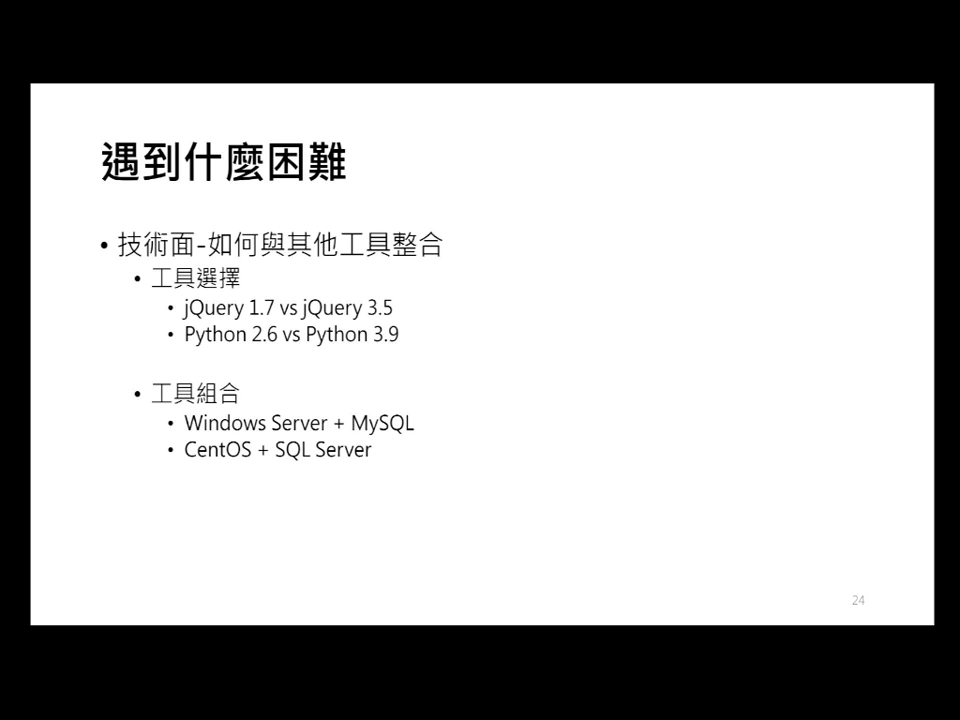 遇到什麼困難
• 技術面-如何與其他工具整合
• 工具選擇
• jQuery 1.7 vs jQuery 3.5
• Python 2.6 vs Python 3.9
• 工具組合
• Windows Server + MySQL
• CentOS + SQL Server
24